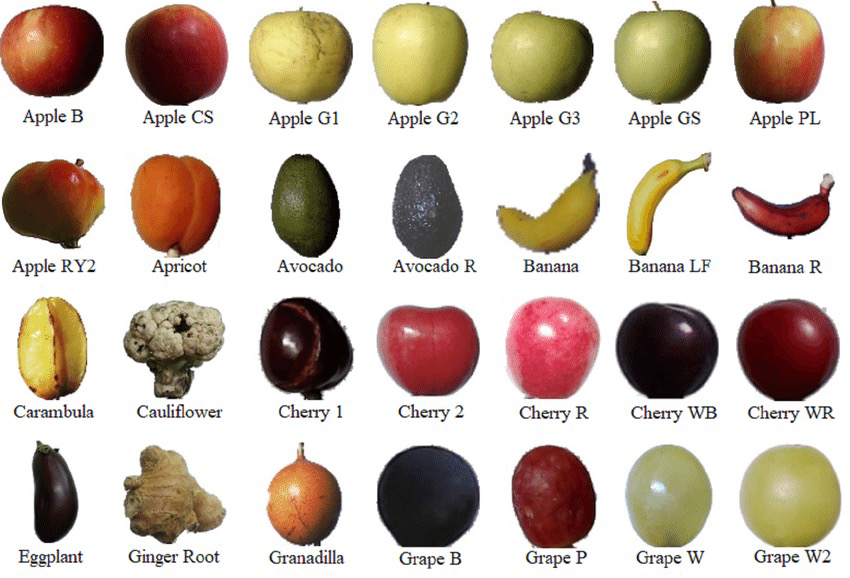 Apple B
Apple CS
Apple G1
Apple G2
Apple G3
Apple GS
Apple PL
Apple RY2
Apricot
Avocado
Avocado R
Banana
Banana LF
Banana R
Carambula
Cauliflower
Cherry 1
Cherry 2
Cherry R
Cherry WB
Cherry WR
Eggplant
Ginger Root
Granadilla
Grape B
Grape P
Grape W
Grape W2